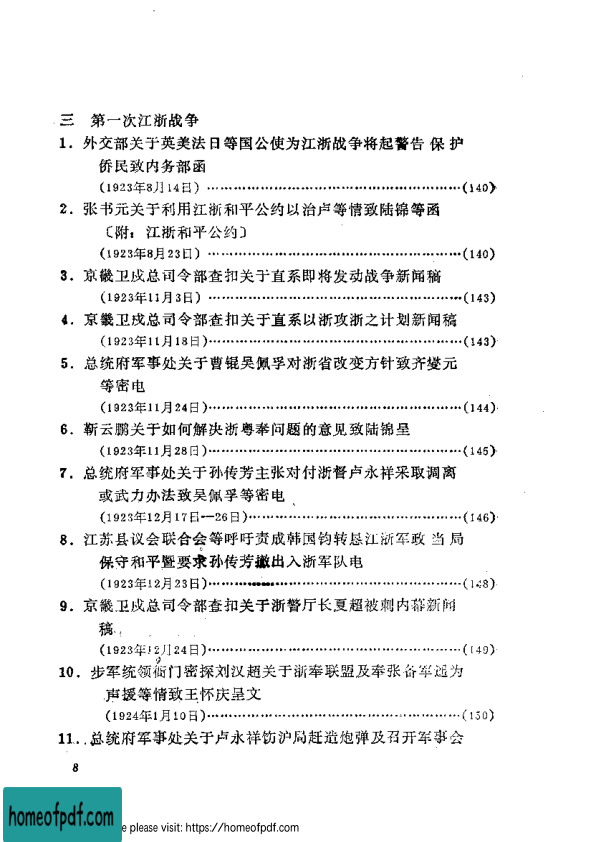 三 第一次江浙战争
1．外交部关于英美法日等国公使为江浙战争将起警告保护
侨民致内务部函
(1923年8月14日) ……………………………………………(140)
2．张书元关于利用江浙和平公约以治卢等情致陆锦等函
〔附：江浙和平公约〕
(1923年8月23日) ……………………………………………(140)
3．京畿卫戍总司令部查扣关于直系即将发动战争新闻稿
(1923年11月3日) ……………………………………………(143)
4．京畿卫戍总司令部查扣关于直系以浙攻浙之计划新闻稿
(1923年11月18日)……………………………………………(143)
5．总统府军事处关于曹锟吴佩孚对浙省改变方针致齐燮元
等密电
(1923年11月24日)……………………………………………(144)
6．靳云鹏关于如何解决浙粤奉问题的意见致陆锦呈
(1923年11月28日)……………………………………………(145)
7．总统府军事处关于孙传芳主张对付浙督卢永祥采取调离
或武力办法致吴佩孚等密电
(1923年12月17日—26日)……………………………………(146)
8．江苏县议会联合会等呼吁责成韩国钧转恳江浙军政当局
保守和平暨要求孙传芳撤出入浙军队电
(1923年12月23日)……………………………………………(148)
9．京畿卫戍总司令部查扣关于浙警厅长夏超被刺内幕新闻
稿
(1923年12月24日)……………………………………………(149)
10．步军统领衙门密探刘汉超关于浙奉联盟及奉张备军远为
声援等情致王怀庆呈文
(1924年1月10日)……………………………………………(150)
11．总统府军事处关于卢永祥饬沪局赶造炮弹及召开军事会
8
homeofpdf.com
e please visit: https://homeofpdf.com